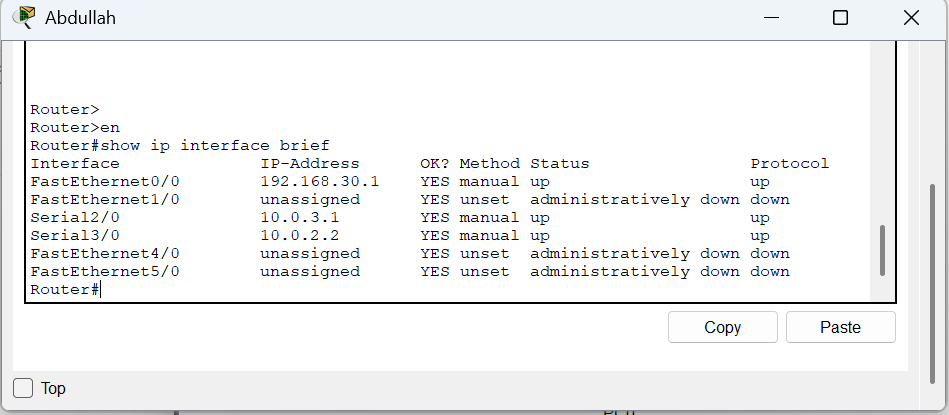 Abdullah
Router>
Router>en
Router#show ip interface brief
Interface IP-Address OK? Method Status Protocol
FastEthernet0/0 192.168.30.1 YES manual up up
FastEthernet1/0 unassigned YES unset administratively down down
Serial2/0 10.0.3.1 YES manual up up
Serial3/0 10.0.2.2 YES manual up up
FastEthernet4/0 unassigned YES unset administratively down down
FastEthernet5/0 unassigned YES unset administratively down down
Router#
Copy Paste
Top